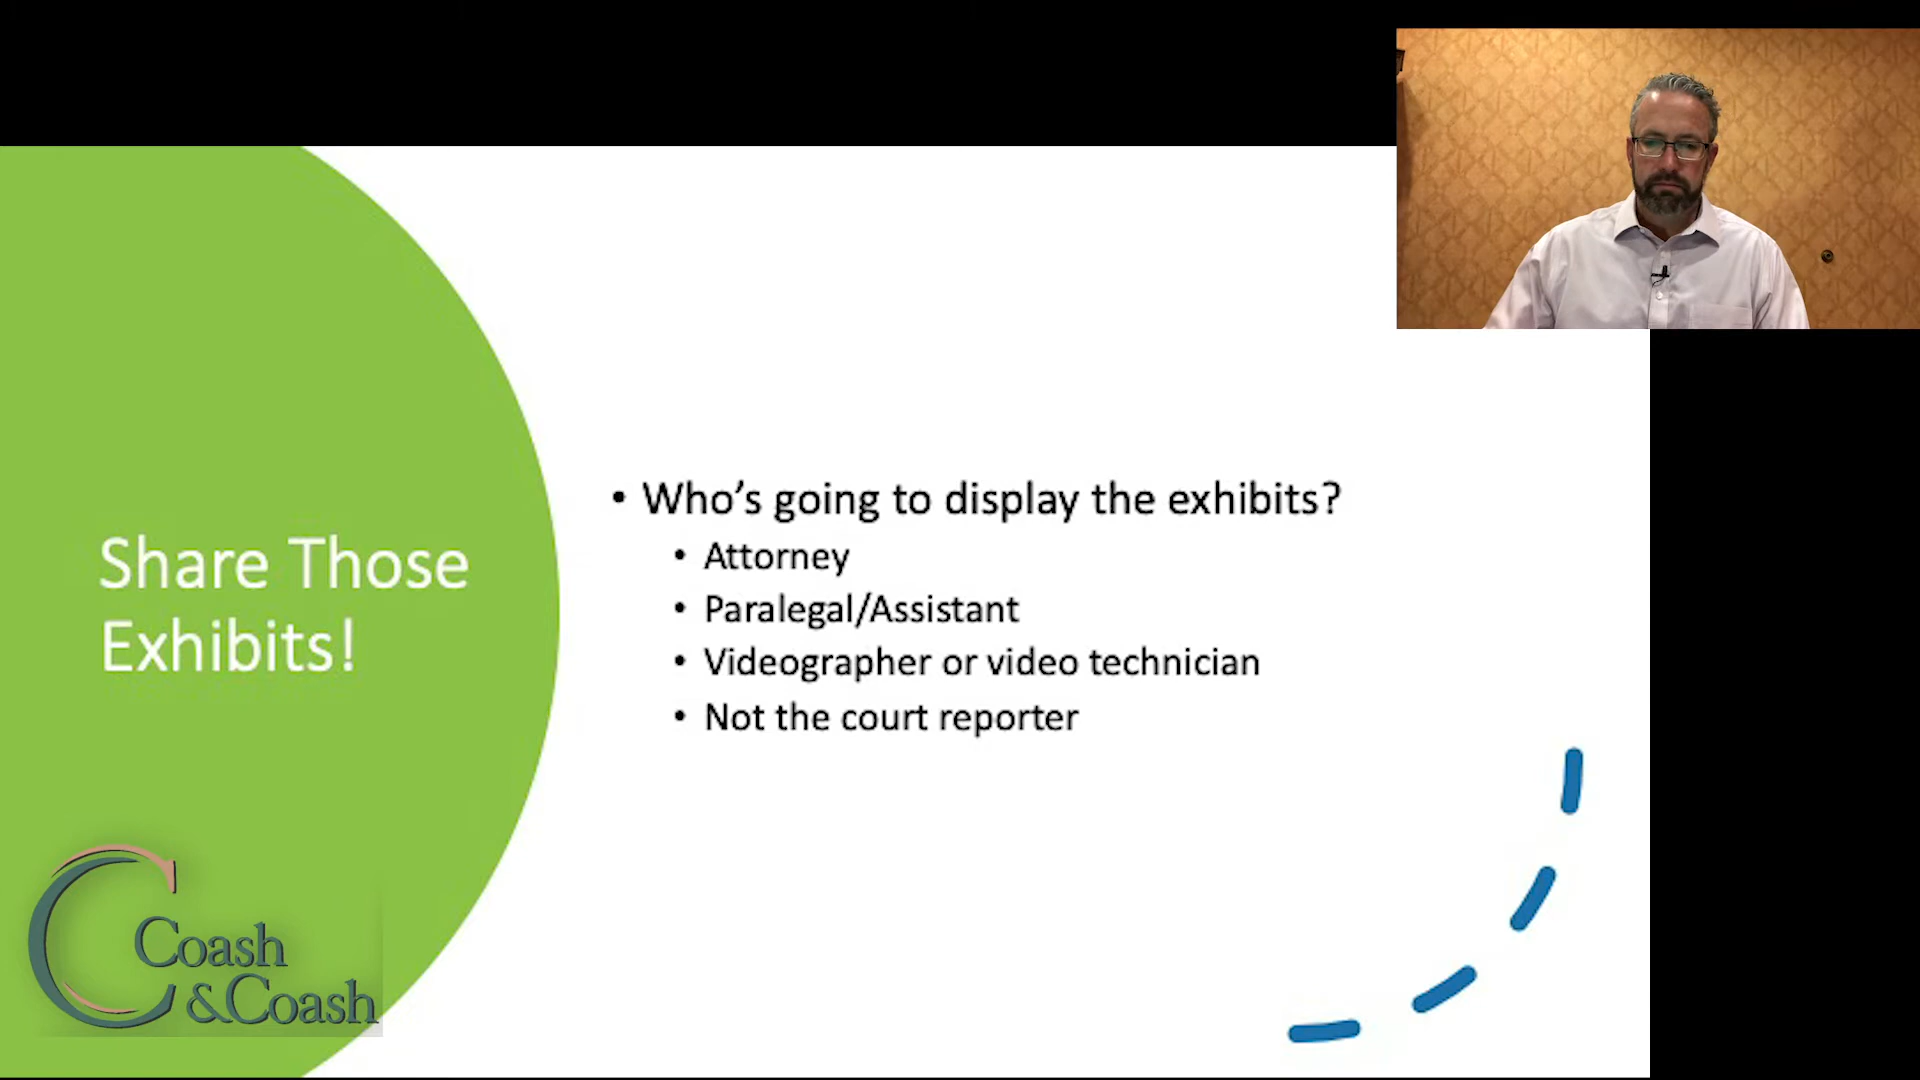 Share Those
Exhibits!
• Who's going to display the exhibits?
• Attorney
• Paralegal/Assistant
• Videographer or video technician
• Not the court reporter
Coash
&Coash